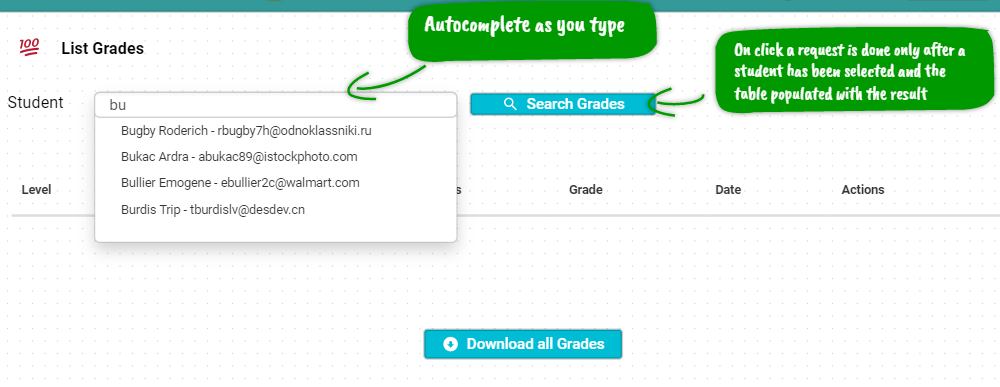 Autocomplete as you type
100
List Grades
On click a request is done only after a
student has been selected and the
table populated with the result
Student
bu
Search Grades
Bugby Roderich - rbugby7h@odnoklassniki.ru
Bukac Ardra - abukac89@istockphoto.com
Bullier Emogene - ebullier2c@walmart.com
Burdis Trip - tburdislv@desdev.cn
Level
Grade
Date
Actions
Download all Grades